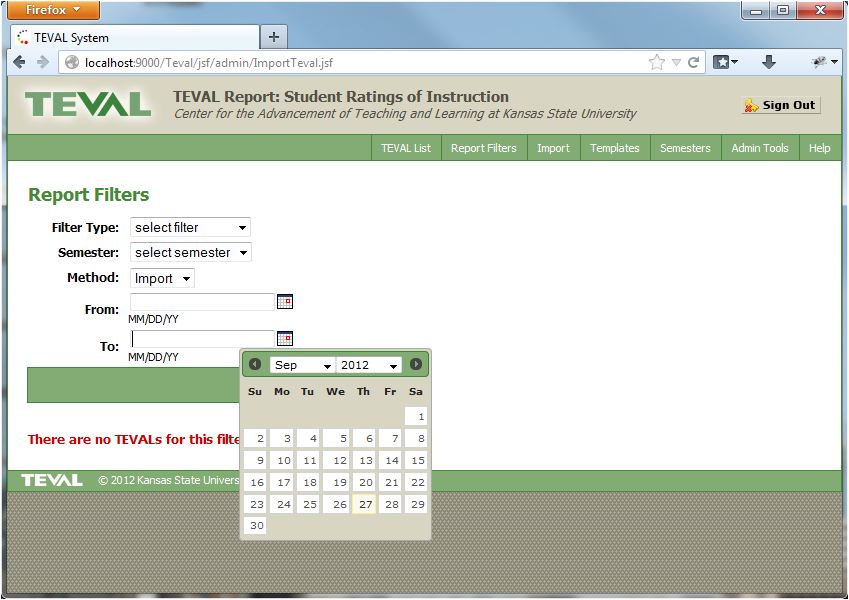 Firefox
TEVAL System
localhost:9000/Teval/jsf/admin/ImportTeval.jsf
TEVAL
TEVAL Report: Student Ratings of Instruction
Center for the Advancement of Teaching and Learning at Kansas State University
Sign Out
TEVAL List Report Filters Import Templates Semesters Admin Tools Help
Report Filters
Filter Type: select filter
Semester: select semester
Method: Import
From:
MM/DD/YY
To:
MM/DD/YY
Sep 2012
Su Mo Tu We Th Fr Sa
1
2 3 4 5 6 7 8
9 10 11 12 13 14 15
16 17 18 19 20 21 22
23 24 25 26 27 28 29
30
There are no TEVALs for this filte
TEVAL © 2012 Kansas State Univers